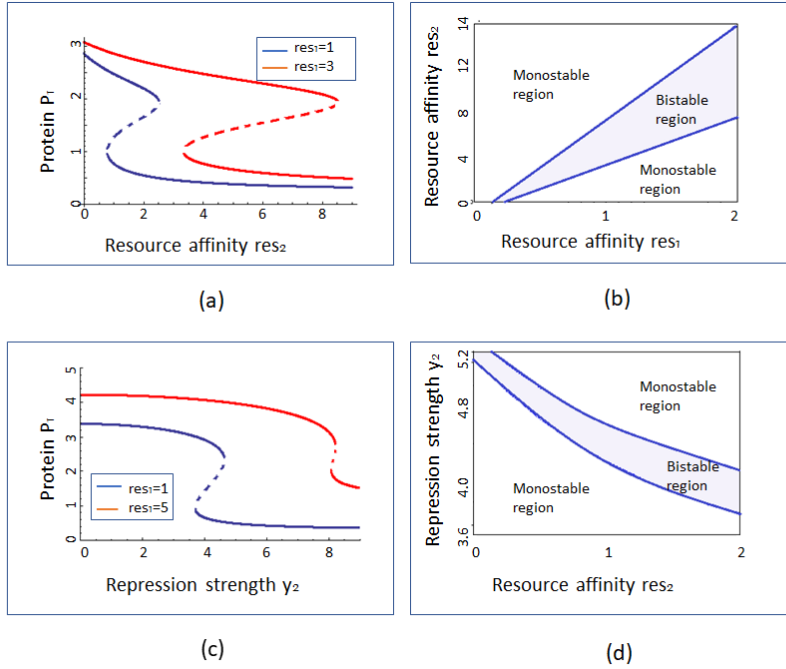 3
2
1
0
Protein P₁
res₁=1
res₁=3
0 2 4 6 8
Resource affinity res₂
(a)
14
12
8
4
0
Resource affinity res₂
Monostable
region
Bistable
region
Monostable
region
0 1 2
Resource affinity res₁
(b)
5
4
3
2
1
0
Protein P₁
res₁=1
res₁=5
0 2 4 6 8
Repression strength y₂
(c)
5.2
4.8
4.0
3.6
Repression strength y₂
Monostable
region
Bistable
region
Monostable
region
0 1 2
Resource affinity res₂
(d)